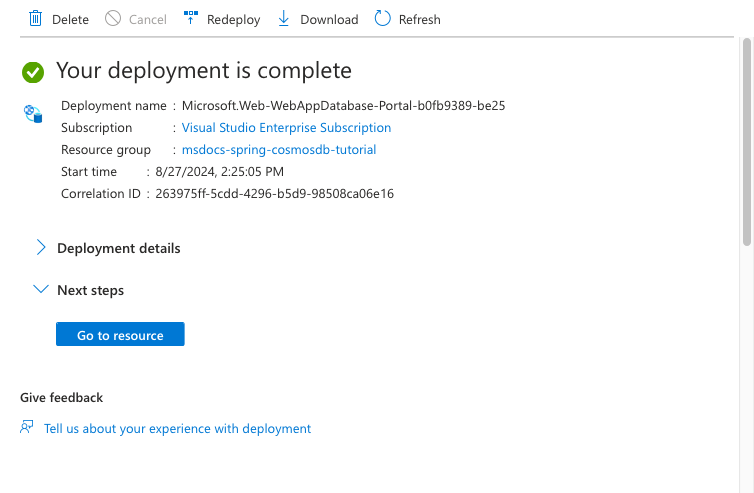 Delete Cancel Redeploy Download Refresh
Your deployment is complete
Deployment name : Microsoft.Web-WebAppDatabase-Portal-b0fb9389-be25
Subscription : Visual Studio Enterprise Subscription
Resource group : msdocs-spring-cosmosdb-tutorial
Start time : 8/27/2024, 2:25:05 PM
Correlation ID : 263975ff-5cdd-4296-b5d9-98508ca06e16
Deployment details
Next steps
Go to resource
Give feedback
Tell us about your experience with deployment